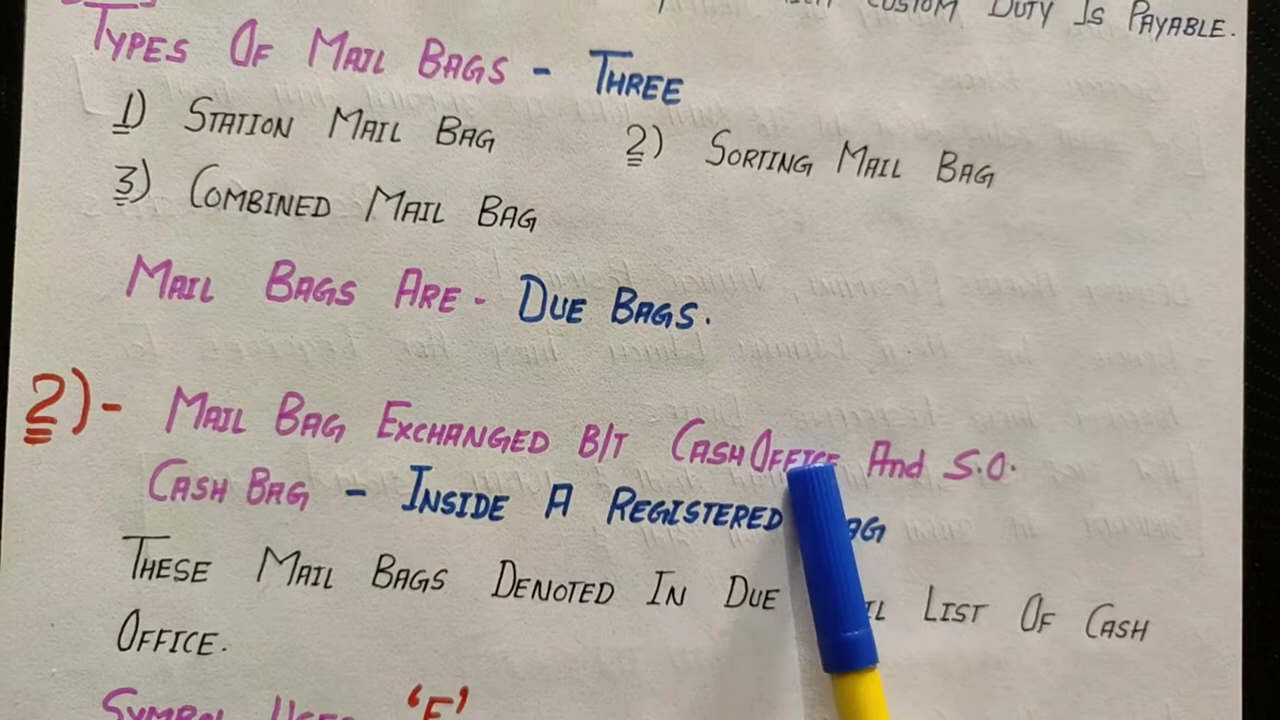 CUSTOM DUTY IS PAYABLE.
TYPES OF MAIL BAGS - THREE
1) STATION MAIL BAG 2) SORTING MAIL BAG
3) COMBINED MAIL BAG
MAIL BAGS ARE - DUE BAGS.
2)- MAIL BAG EXCHANGED B/T CASH OFFICE And S.O.
CASH BAG - INSIDE A REGISTERED
THESE MAIL BAGS DENOTED IN DUE LIST OF CASH
OFFICE.